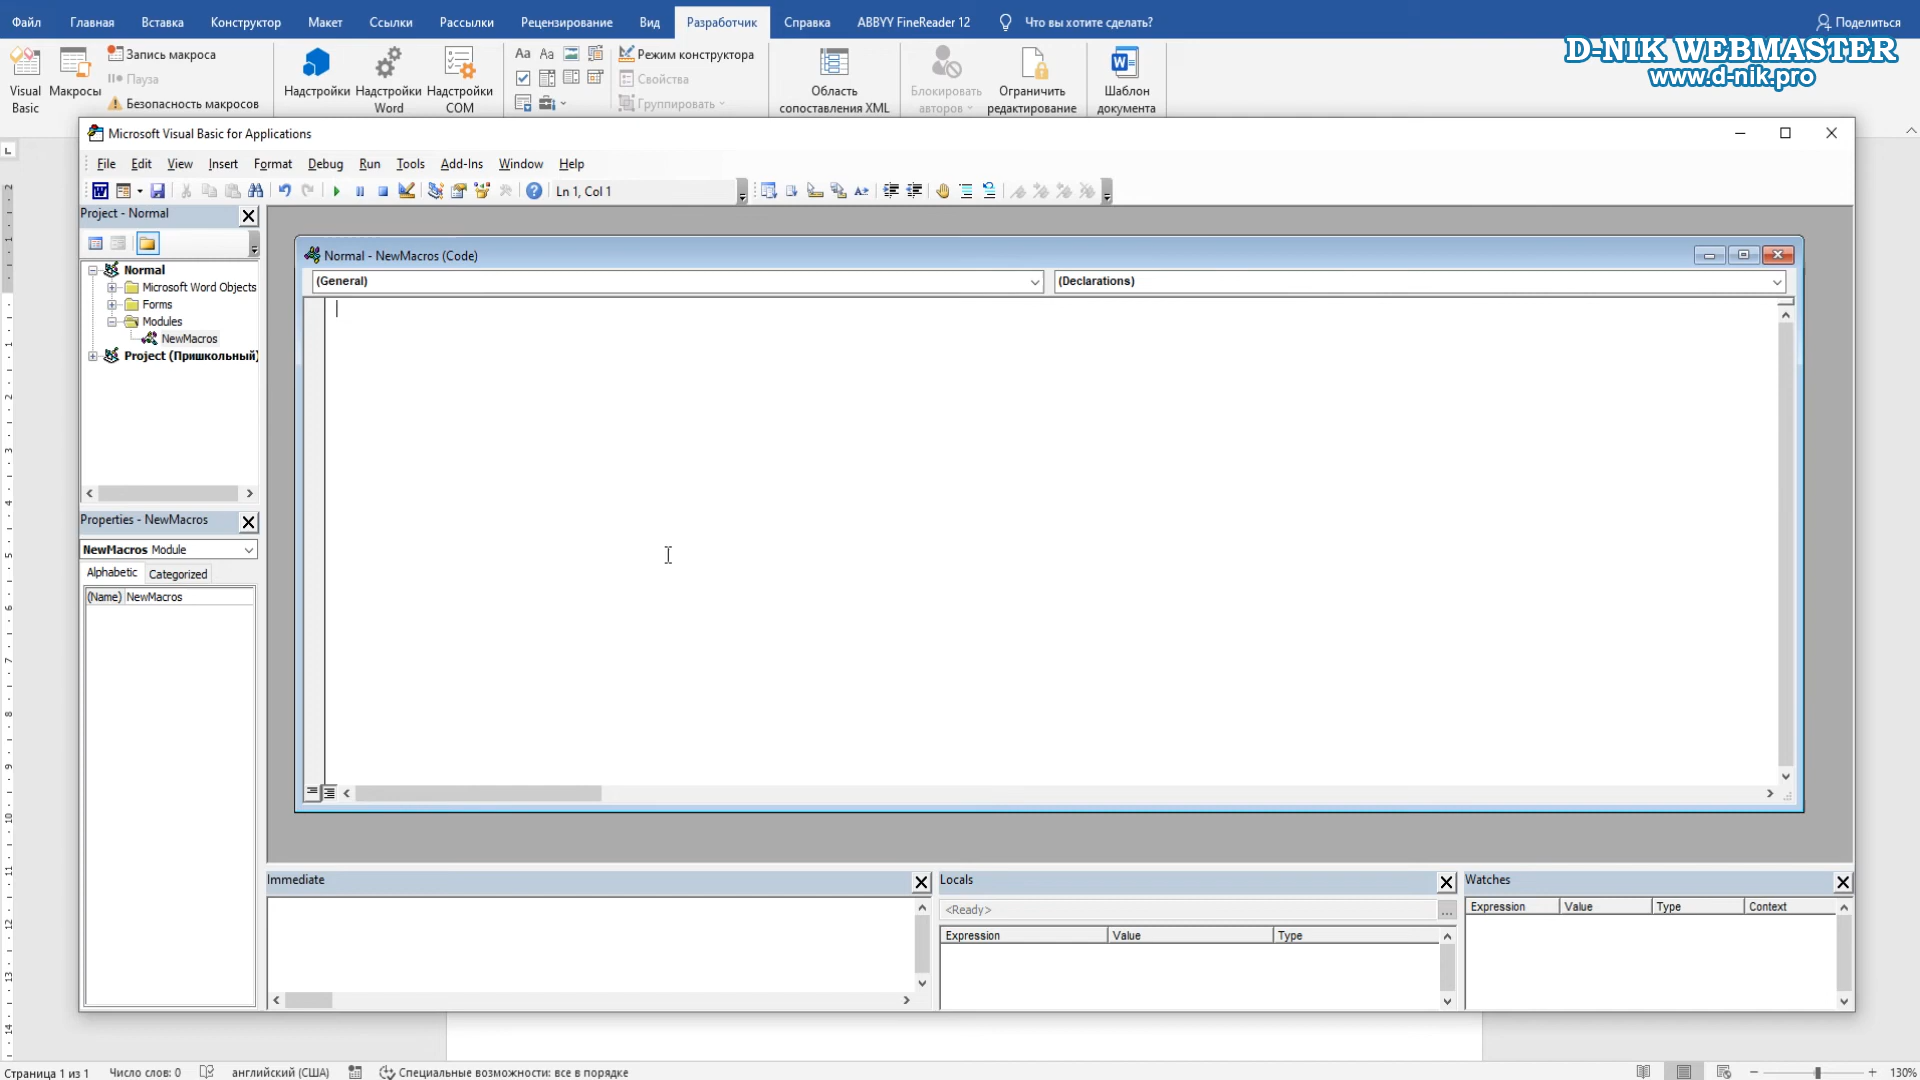 Файл Главная Вставка Конструктор Макет Ссылки Рассылки Рецензирование Вид Разработчик Справка ABBYY FineReader 12 Что вы хотите сделать? Поделиться
D-NIK WEBMASTER
www.d-nik.pro
Visual Basic
Макросы
Запись макроса
Пауза
Безопасность макросов
Надстройки
Надстройки Word
Надстройки COM
Режим конструктора
Свойства
Группировать
Область сопоставления XML
Блокировать авторов
Ограничить редактирование
Шаблон документа
Microsoft Visual Basic for Applications
File Edit View Insert Format Debug Run Tools Add-Ins Window Help
Ln 1, Col 1
Project - Normal
Normal
Microsoft Word Objects
Forms
Modules
NewMacros
Project (Пришкольный)
Normal - NewMacros (Code)
(General) (Declarations)
Properties - NewMacros
NewMacros Module
Alphabetic Categorized
(Name) NewMacros
Immediate
Locals
<Ready>
Expression Value Type
Watches
Expression Value Type Context
Страница 1 из 1 Число слов: 0 английский (США) Специальные возможности: все в порядке 130%